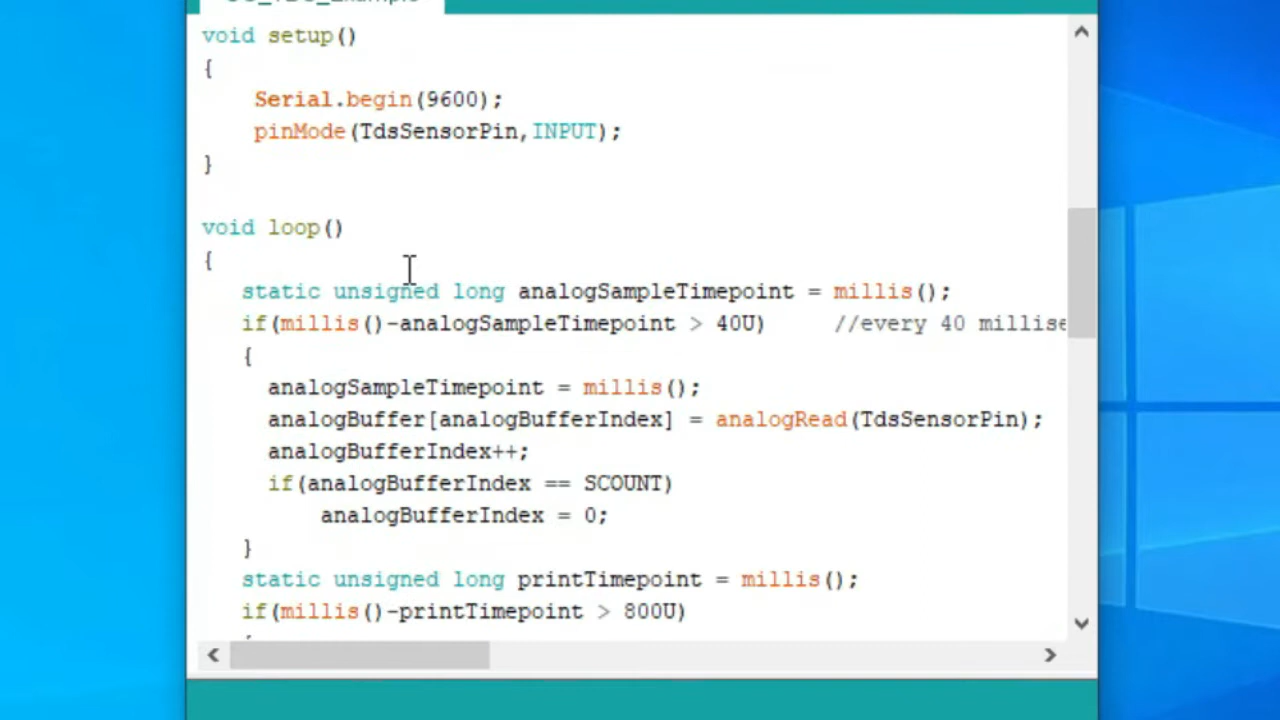 void setup()
{
Serial.begin(9600);
pinMode(TdsSensorPin,INPUT);
}
void loop()
{
static unsigned long analogSampleTimepoint = millis();
if(millis()-analogSampleTimepoint > 40U) //every 40 millise
{
analogSampleTimepoint = millis();
analogBuffer[analogBufferIndex] = analogRead(TdsSensorPin);
analogBufferIndex++;
if(analogBufferIndex == SCOUNT)
analogBufferIndex = 0;
}
static unsigned long printTimepoint = millis();
if(millis()-printTimepoint > 800U)